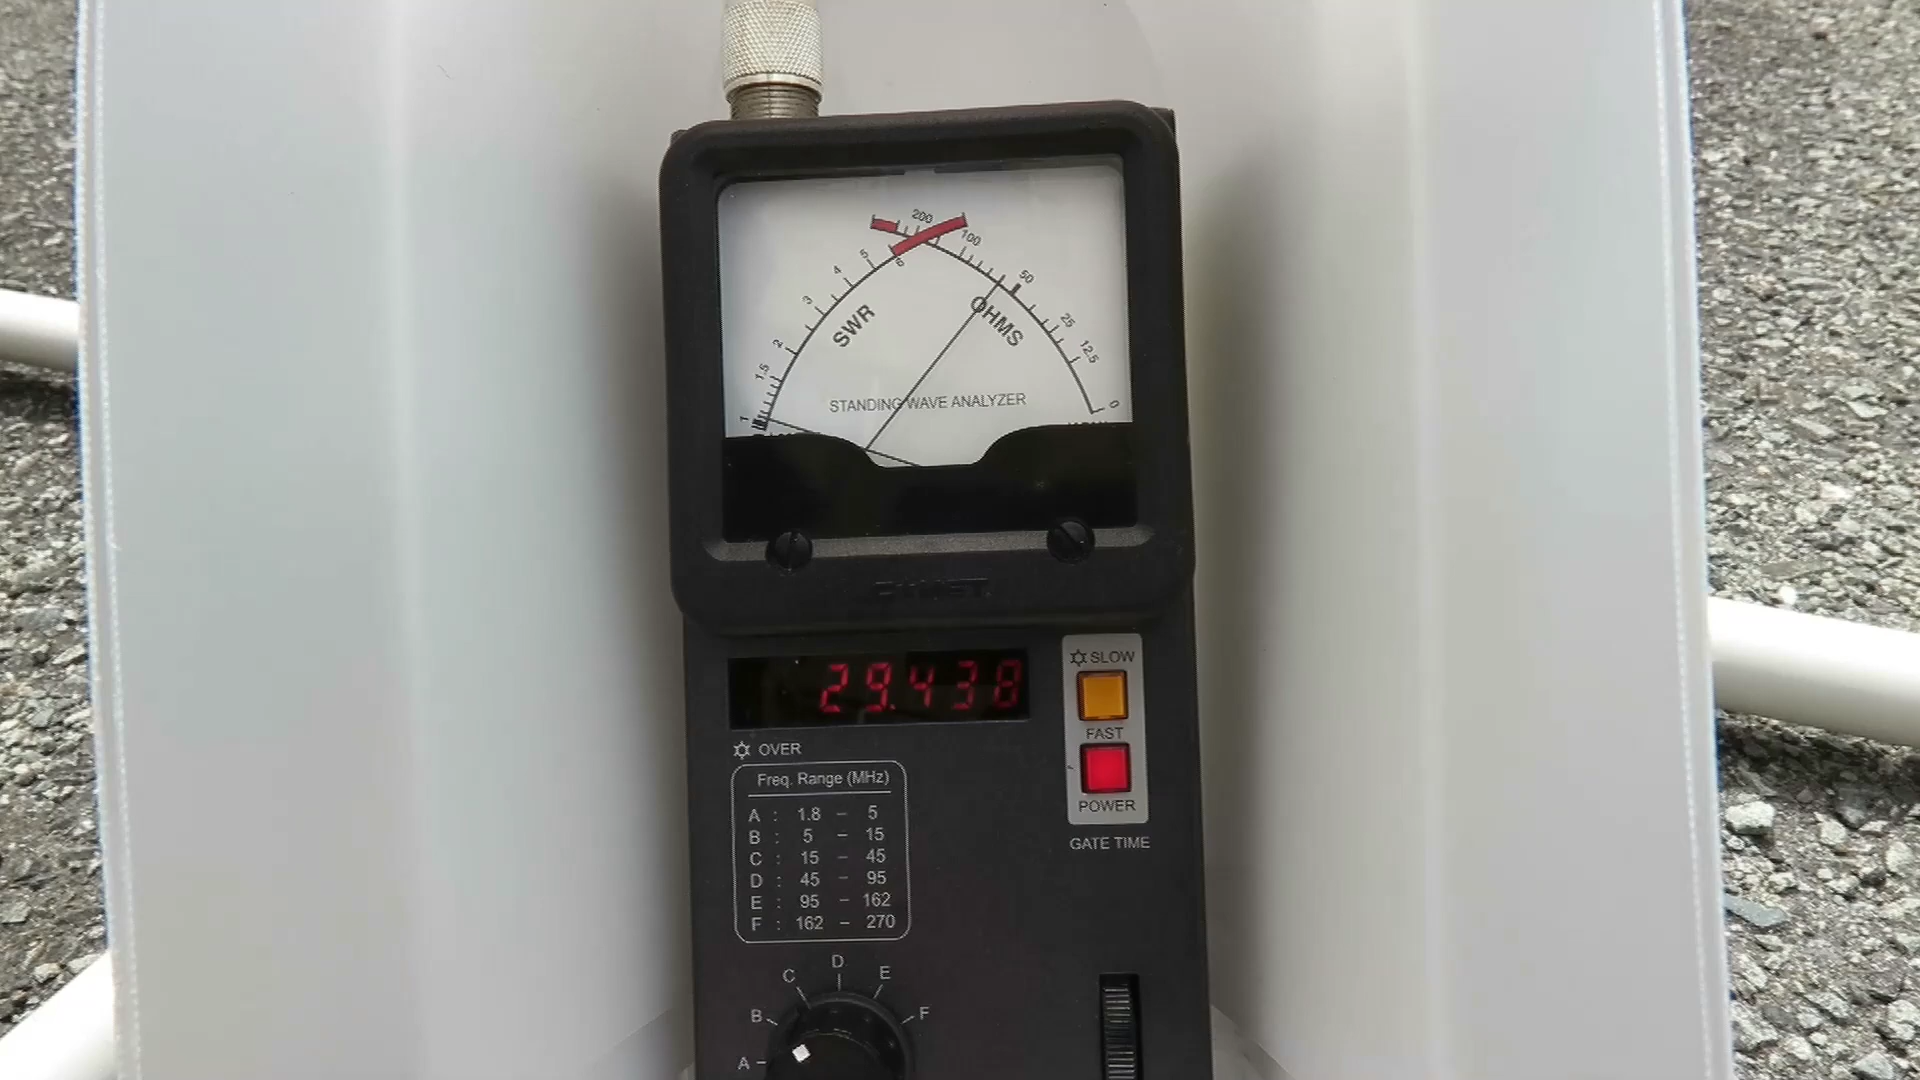 200
100
5
6
4
50
3
SWR
OHMS
25
2
12.5
1.5
STANDING WAVE ANALYZER
1
0
29.438
SLOW
FAST
OVER
Freq. Range (MHz)
POWER
A : 1.8 – 5
B : 5 – 15
GATE TIME
C : 15 – 45
D : 45 – 95
E : 95 – 162
F : 162 – 270
D
C
E
B
F
A